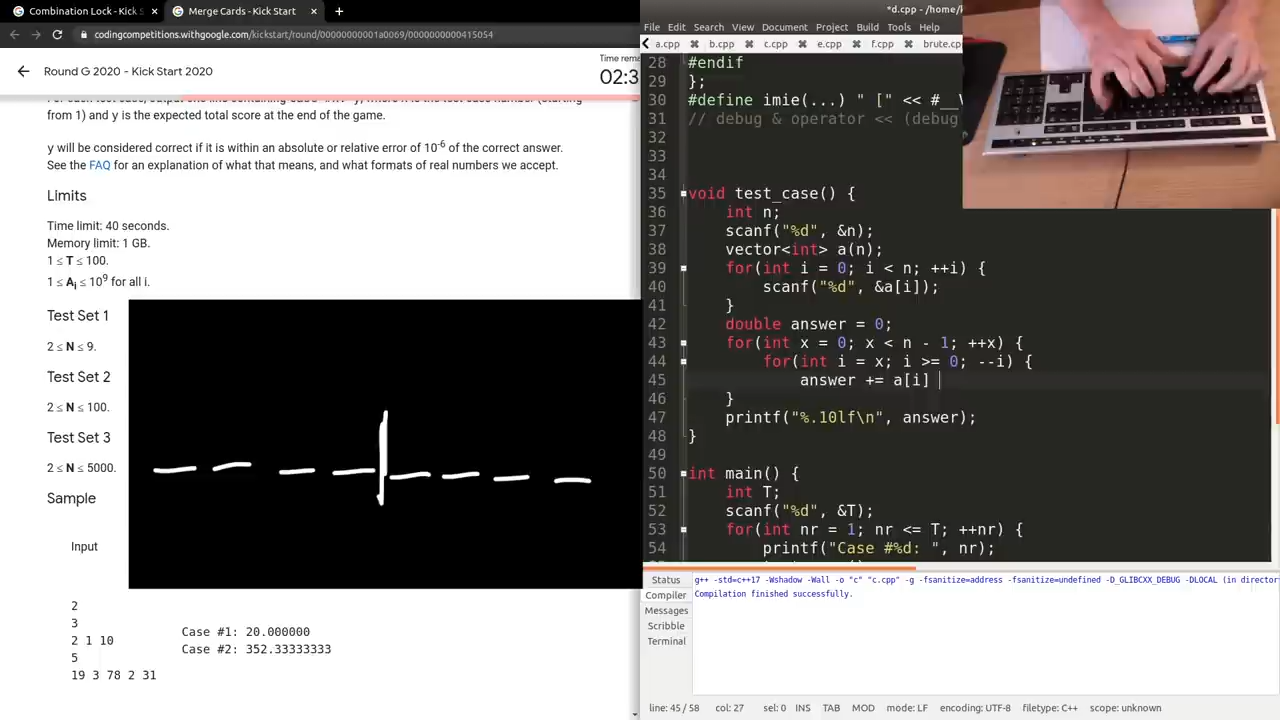 Combination Lock - Kick S
Merge Cards - Kick Start
codingcompetitions.withgoogle.com/kickstart/round/00000000001a0069/0000000000415054
Round G 2020 - Kick Start 2020
Time rema
02:3
from 1) and y is the expected total score at the end of the game.
y will be considered correct if it is within an absolute or relative error of 10-6 of the correct answer.
See the FAQ for an explanation of what that means, and what formats of real numbers we accept.
Limits
Time limit: 40 seconds.
Memory limit: 1 GB.
1 ≤ T ≤ 100.
1 ≤ Ai ≤ 109 for all i.
Test Set 1
2 ≤ N ≤ 9.
Test Set 2
2 ≤ N ≤ 100.
Test Set 3
2 ≤ N ≤ 5000.
Sample
Input
2
3
2 1 10
5
19 3 78 2 31
Case #1: 20.000000
Case #2: 352.33333333
*d.cpp - /home/
File Edit Search View Document Project Build Tools Help
a.cpp b.cpp c.cpp e.cpp f.cpp brute.cpp
28 #endif
29 };
30 #define imie(...) " [" << #__V
31 // debug & operator << (debug
32
33
34
35 void test_case() {
36 int n;
37 scanf("%d", &n);
38 vector<int> a(n);
39 for(int i = 0; i < n; ++i) {
40 scanf("%d", &a[i]);
41 }
42 double answer = 0;
43 for(int x = 0; x < n - 1; ++x) {
44 for(int i = x; i >= 0; --i) {
45 answer += a[i]
46 }
47 printf("%.10lf\n", answer);
48 }
49
50 int main() {
51 int T;
52 scanf("%d", &T);
53 for(int nr = 1; nr <= T; ++nr) {
54 printf("Case #%d: ", nr);
Status
Compiler
Messages
Scribble
Terminal
g++ -std=c++17 -Wshadow -Wall -o "c" "c.cpp" -g -fsanitize=address -fsanitize=undefined -D_GLIBCXX_DEBUG -DLOCAL (in director
Compilation finished successfully.
line: 45 / 58 col: 27 sel: 0 INS TAB MOD mode: LF encoding: UTF-8 filetype: C++ scope: unknown